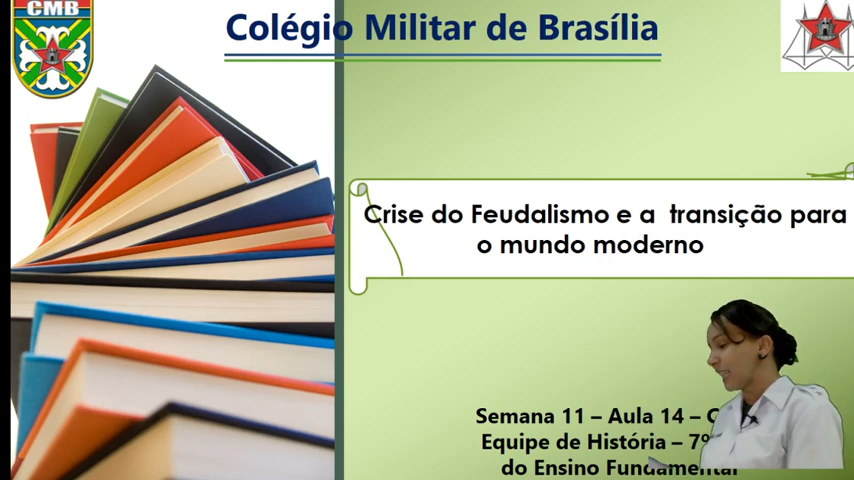 CMB
Colégio Militar de Brasília
Crise do Feudalismo e a transição para
o mundo moderno
Semana 11 – Aula 14 –
Equipe de História –
do Ensino Fundamental